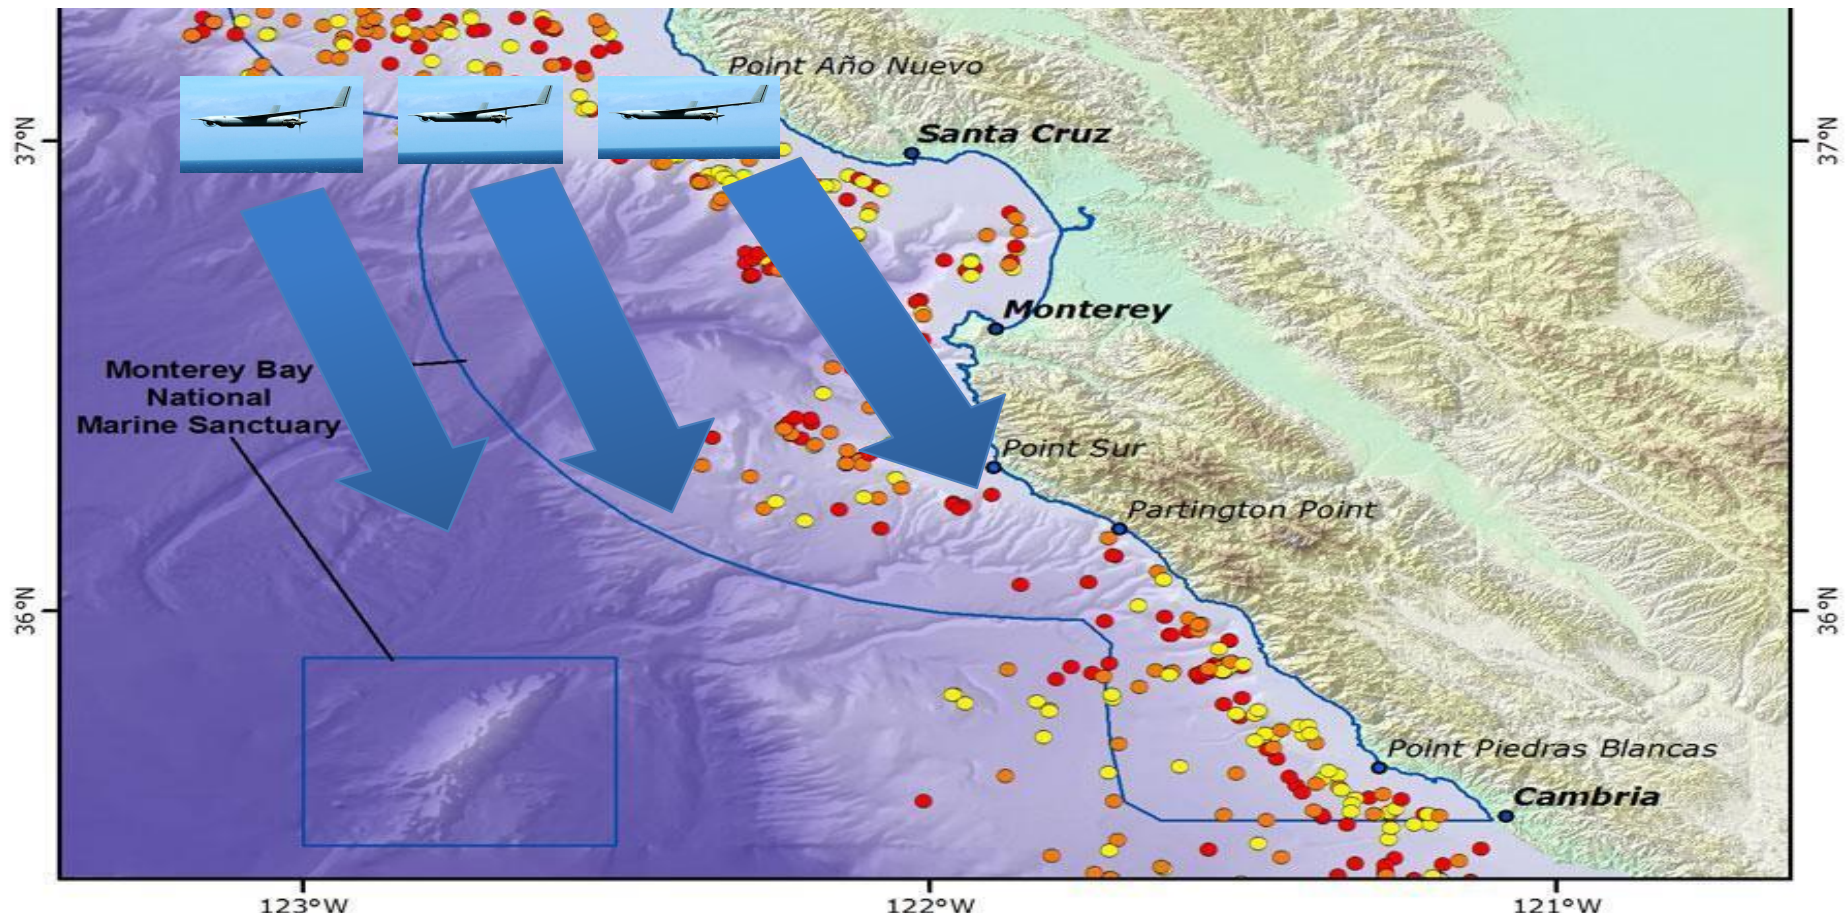 Point Año Nuevo
Santa Cruz
37°N
37°N
Monterey
Monterey Bay
National
Marine Sanctuary
Point Sur
Partington Point
36°N
36°N
Point Piedras Blancas
Cambria
123°W
122°W
121°W